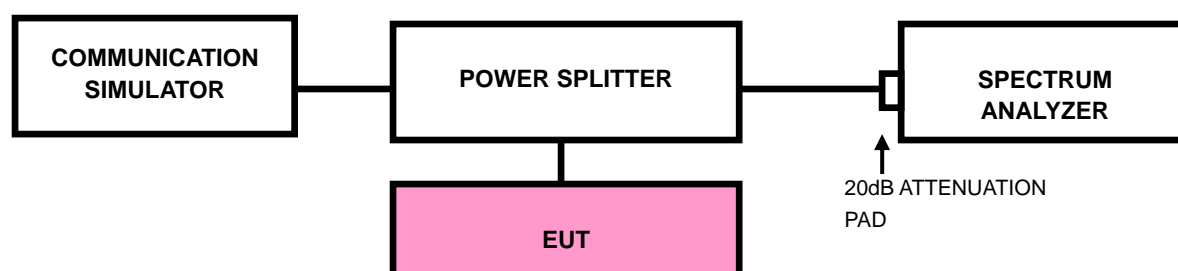 COMMUNICATION
SIMULATOR
POWER SPLITTER
SPECTRUM
ANALYZER
20dB ATTENUATION
PAD
EUT